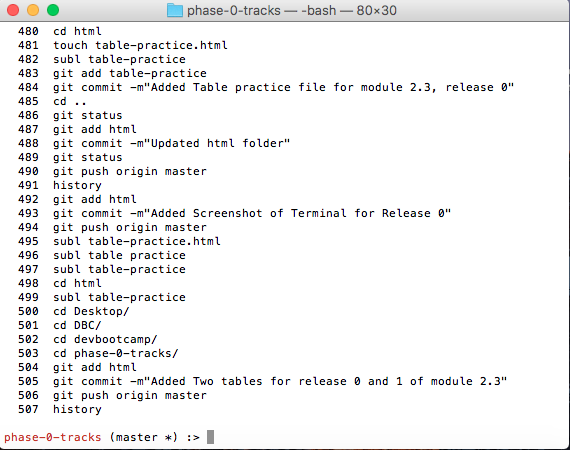 phase-0-tracks — -bash — 80×30
480 cd html
481 touch table-practice.html
482 subl table-practice
483 git add table-practice
484 git commit -m"Added Table practice file for module 2.3, release 0"
485 cd ..
486 git status
487 git add html
488 git commit -m"Updated html folder"
489 git status
490 git push origin master
491 history
492 git add html
493 git commit -m"Added Screenshot of Terminal for Release 0"
494 git push origin master
495 subl table-practice.html
496 subl table practice
497 subl table-practice
498 cd html
499 subl table-practice
500 cd Desktop/
501 cd DBC/
502 cd devbootcamp/
503 cd phase-0-tracks/
504 git add html
505 git commit -m"Added Two tables for release 0 and 1 of module 2.3"
506 git push origin master
507 history
phase-0-tracks (master *) :>